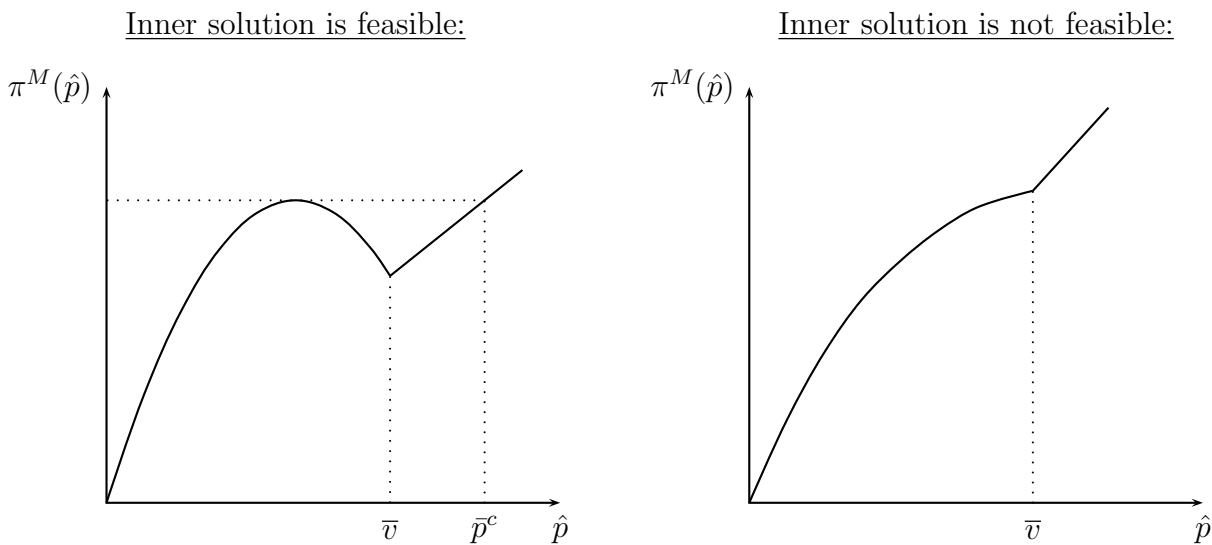 Inner solution is feasible:
π^M(p̂)
v̅
p̅^c
p̂
Inner solution is not feasible:
π^M(p̂)
v̅
p̂